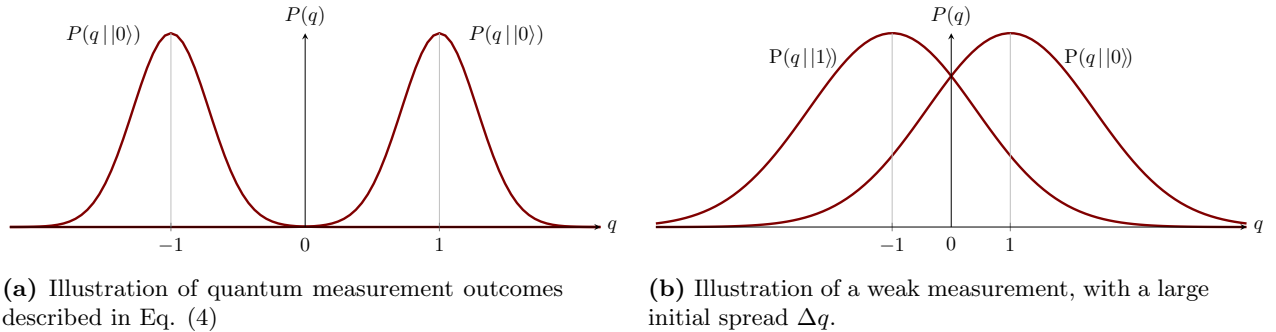 P(q)
P(q||0⟩)
P(q||0⟩)
q
−1
0
1
(a) Illustration of quantum measurement outcomes
described in Eq. (4)
P(q)
P(q||1⟩)
P(q||0⟩)
q
−1
0
1
(b) Illustration of a weak measurement, with a large
initial spread Δq.